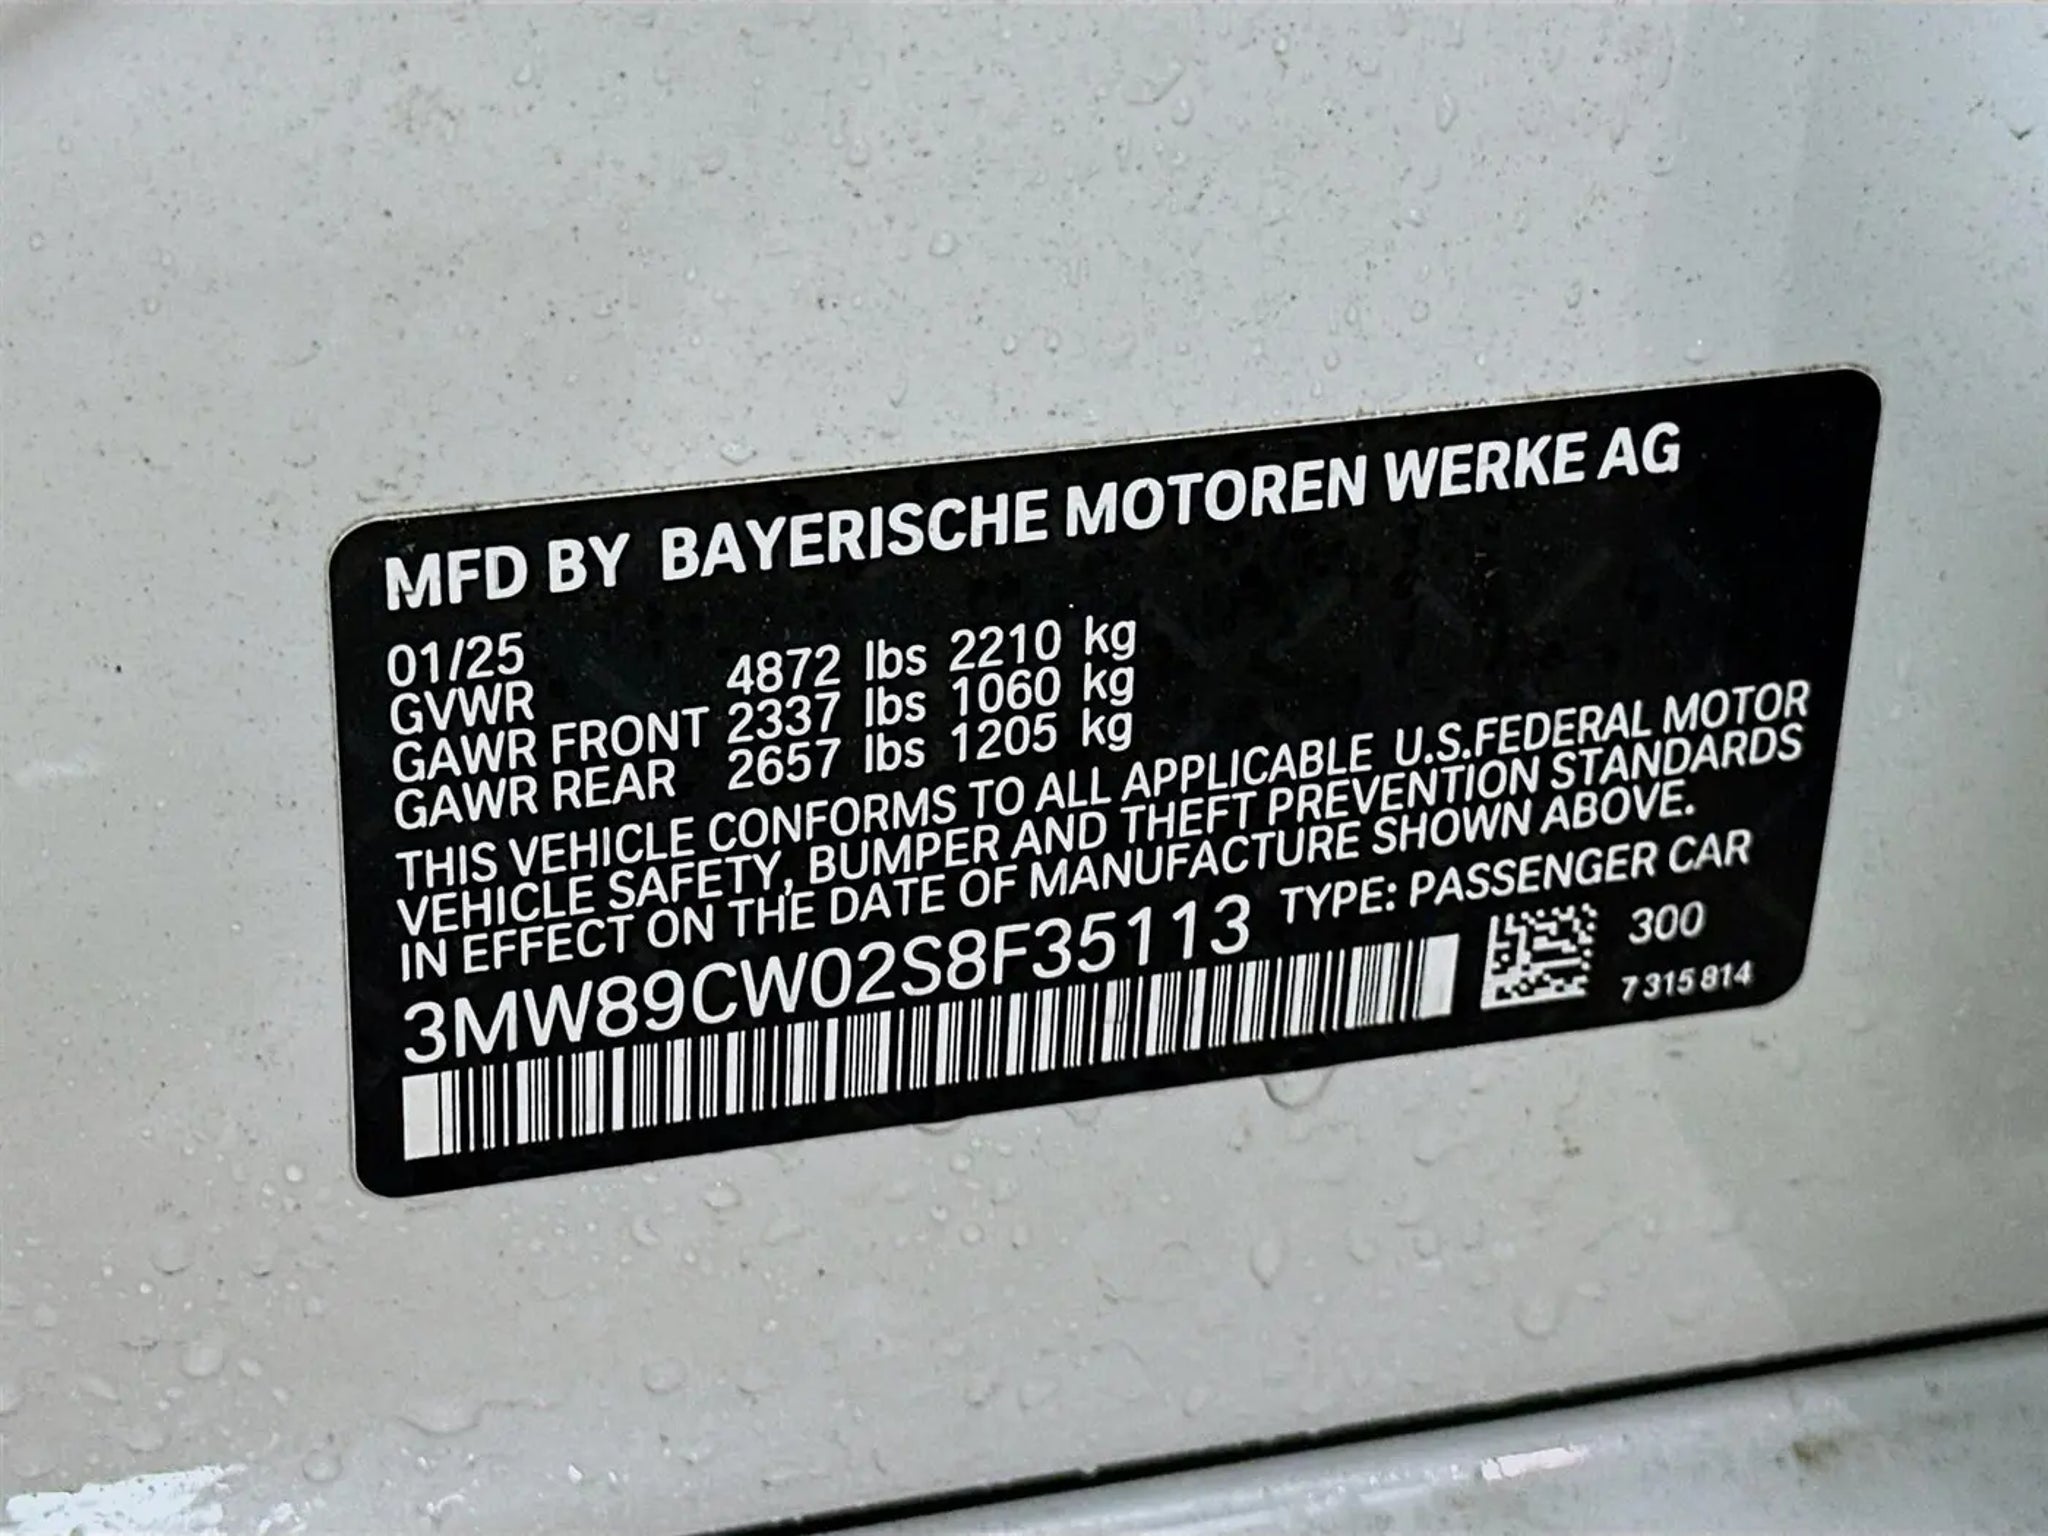 MFD BY BAYERISCHE MOTOREN WERKE AG
01/25
GVWR 4872 lbs 2210 kg
GAWR FRONT 2337 lbs 1060 kg
GAWR REAR 2657 lbs 1205 kg
THIS VEHICLE CONFORMS TO ALL APPLICABLE U.S.FEDERAL MOTOR
VEHICLE SAFETY, BUMPER AND THEFT PREVENTION STANDARDS
IN EFFECT ON THE DATE OF MANUFACTURE SHOWN ABOVE.
3MW89CW02S8F35113 TYPE: PASSENGER CAR
300
7 315 814